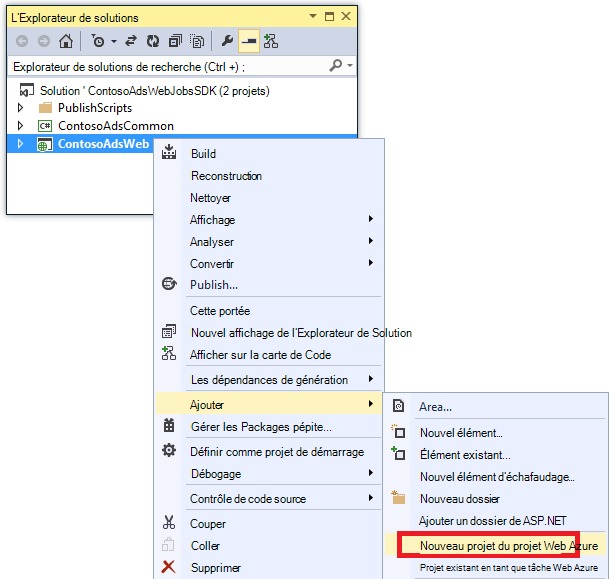 L'Explorateur de solutions
Explorateur de solutions de recherche (Ctrl +) ;
Solution ' ContosoAdsWebJobsSDK (2 projets)
PublishScripts
C# ContosoAdsCommon
ContosoAdsWeb
Build
Reconstruction
Nettoyer
Affichage
Analyser
Convertir
Publish...
Cette portée
Nouvel affichage de l'Explorateur de Solution
Afficher sur la carte de Code
Les dépendances de génération
Ajouter
Gérer les Packages pépite...
Définir comme projet de démarrage
Débogage
Contrôle de code source
Couper
Coller
Supprimer
Area...
Nouvel élément...
Élément existant...
Nouvel élément d'échafaudage...
Nouveau dossier
Ajouter un dossier de ASP.NET
Nouveau projet du projet Web Azure
Projet existant en tant que tâche Web Azure